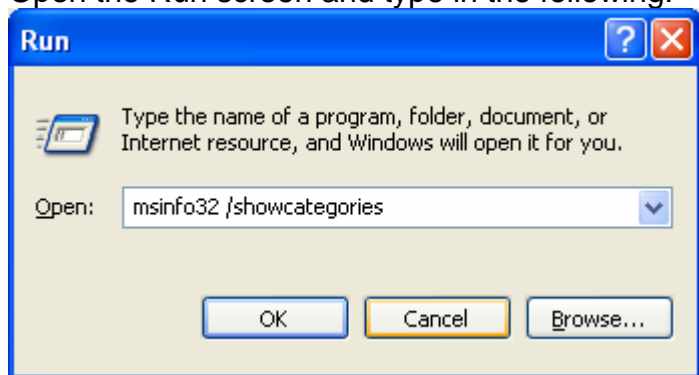 Open the Run screen and type in the following:
Run
Type the name of a program, folder, document, or
Internet resource, and Windows will open it for you.
Open: msinfo32 /showcategories
OK Cancel Browse...